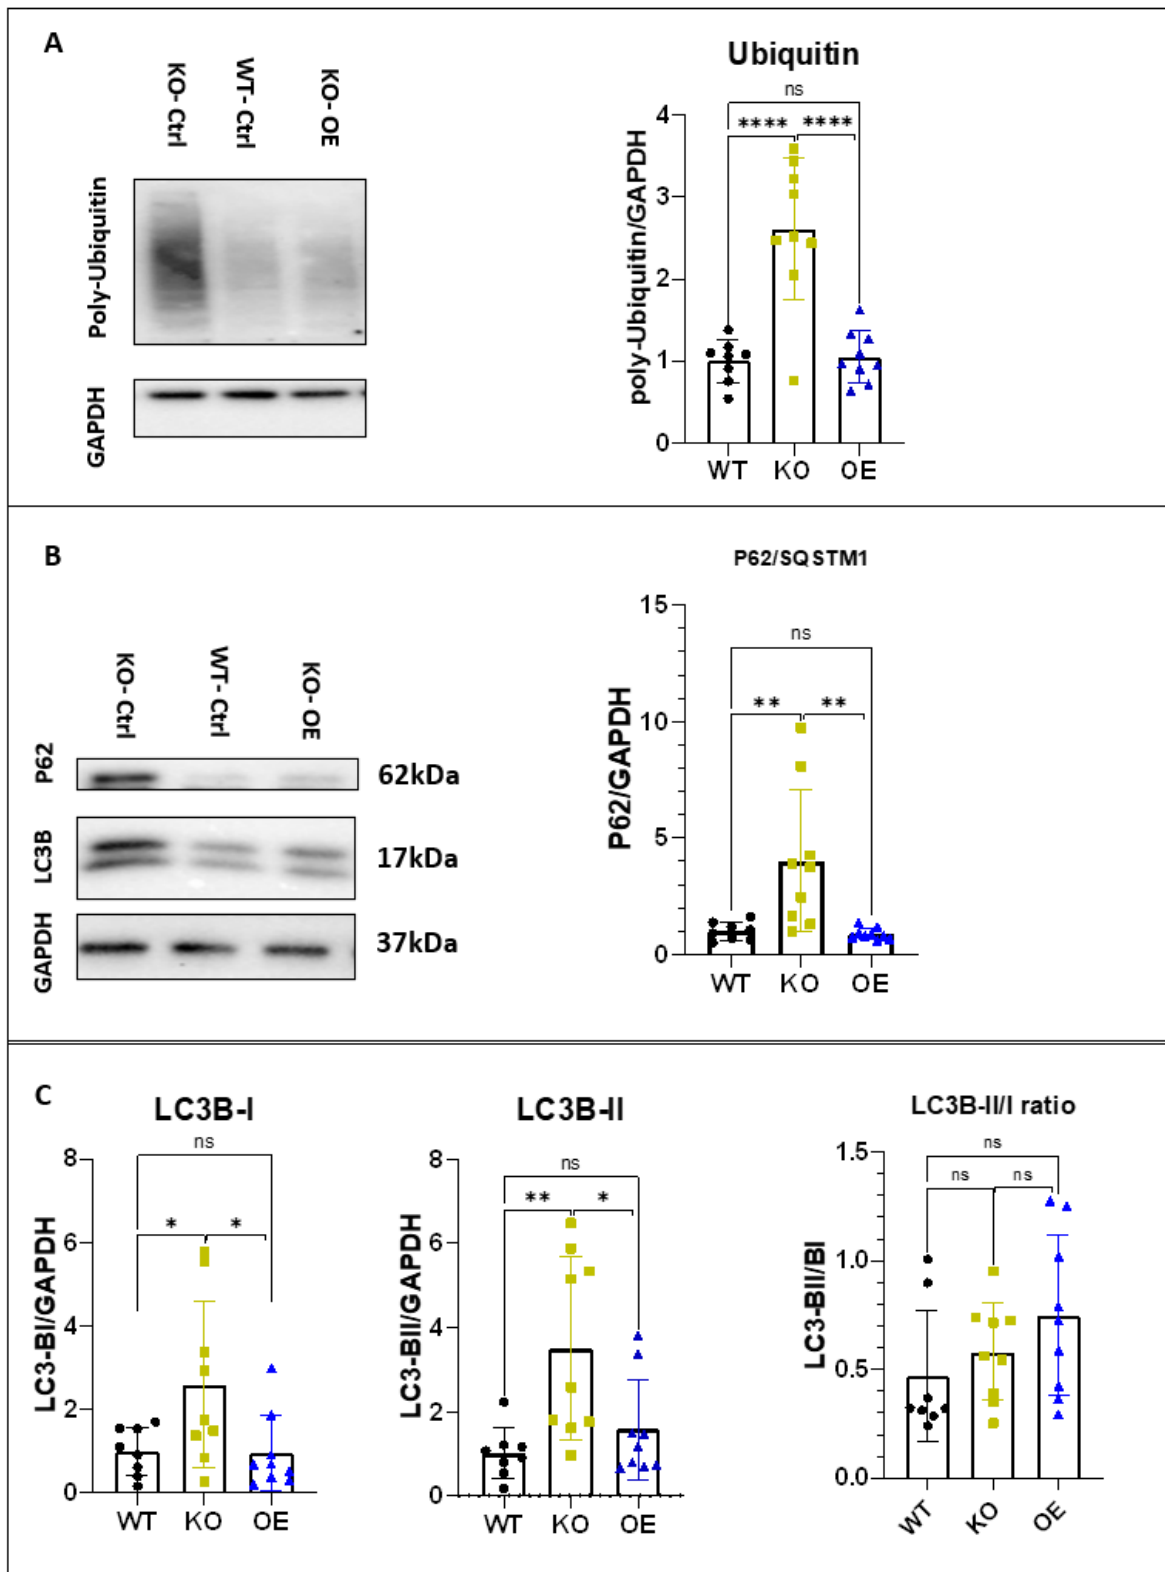 A
KO- Ctrl
WT- Ctrl
KO- OE
Poly-Ubiquitin
GAPDH
Ubiquitin
ns
**** ****
poly-Ubiquitin/GAPDH
4
3
2
1
0
WT KO OE
B
KO- Ctrl
WT- Ctrl
KO- OE
P62
62kDa
LC3B
17kDa
GAPDH
37kDa
P62/SQSTM1
ns
** **
P62/GAPDH
15
10
5
0
WT KO OE
C
LC3B-I
ns
* *
LC3-BI/GAPDH
8
6
4
2
0
WT KO OE
LC3B-II
ns
** *
LC3-BII/GAPDH
8
6
4
2
0
WT KO OE
LC3B-II/I ratio
ns
ns ns
LC3-BII/BI
1.5
1.0
0.5
0.0
WT KO OE